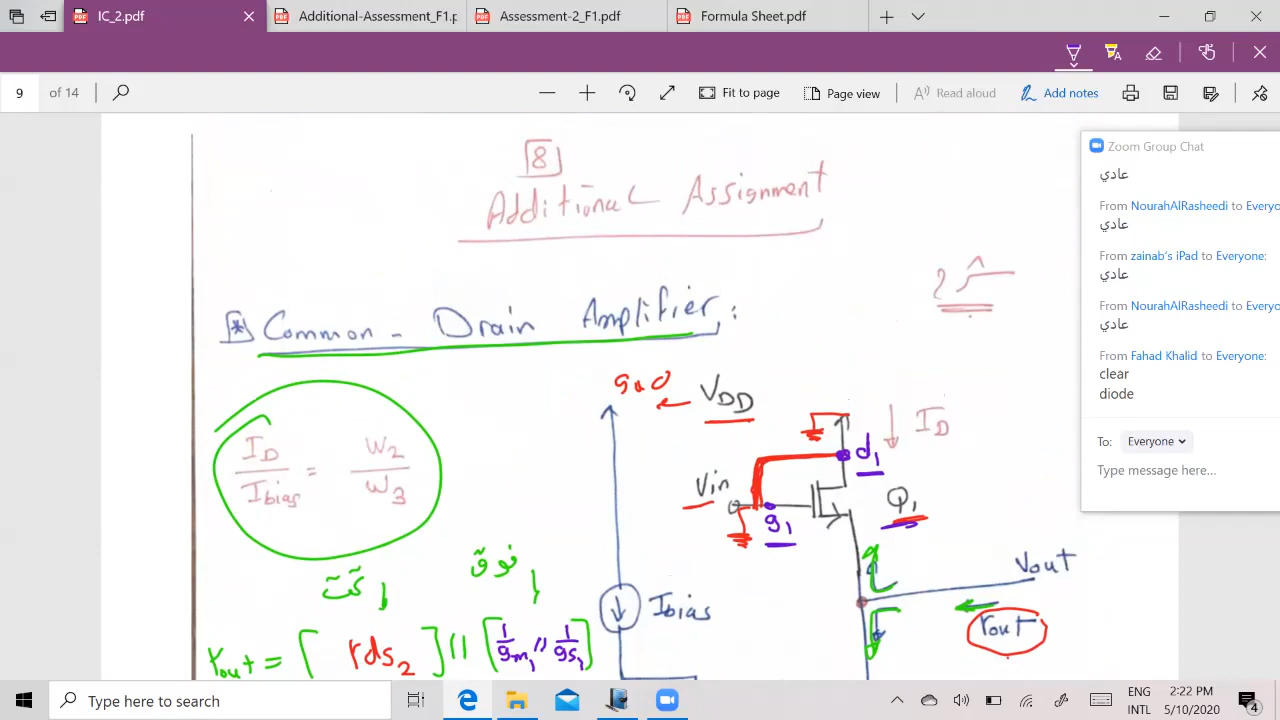 IC_2.pdf
Additional-Assessment_F1.p
Assessment-2_F1.pdf
Formula Sheet.pdf
9 of 14
Fit to page
Page view
Read aloud
Add notes
8
Additional Assignment
* Common - Drain Amplifier :
ID / Ibias = W2 / W3
gnd ← VDD
ID
d1
Vin
g1
Q1
Vout
rout
Ibias
فوق
تحت
rout = [ rds2 ] || [ 1/gm1 // 1/gs1 ]
Zoom Group Chat
عادي
From NourahAlRasheedi to Everyo
عادي
From zainab's iPad to Everyone:
عادي
From NourahAlRasheedi to Everyo
عادي
From Fahad Khalid to Everyone:
clear
diode
To: Everyone
Type message here...
Type here to search
ENG
INTL
2:22 PM
5/10/2020
4